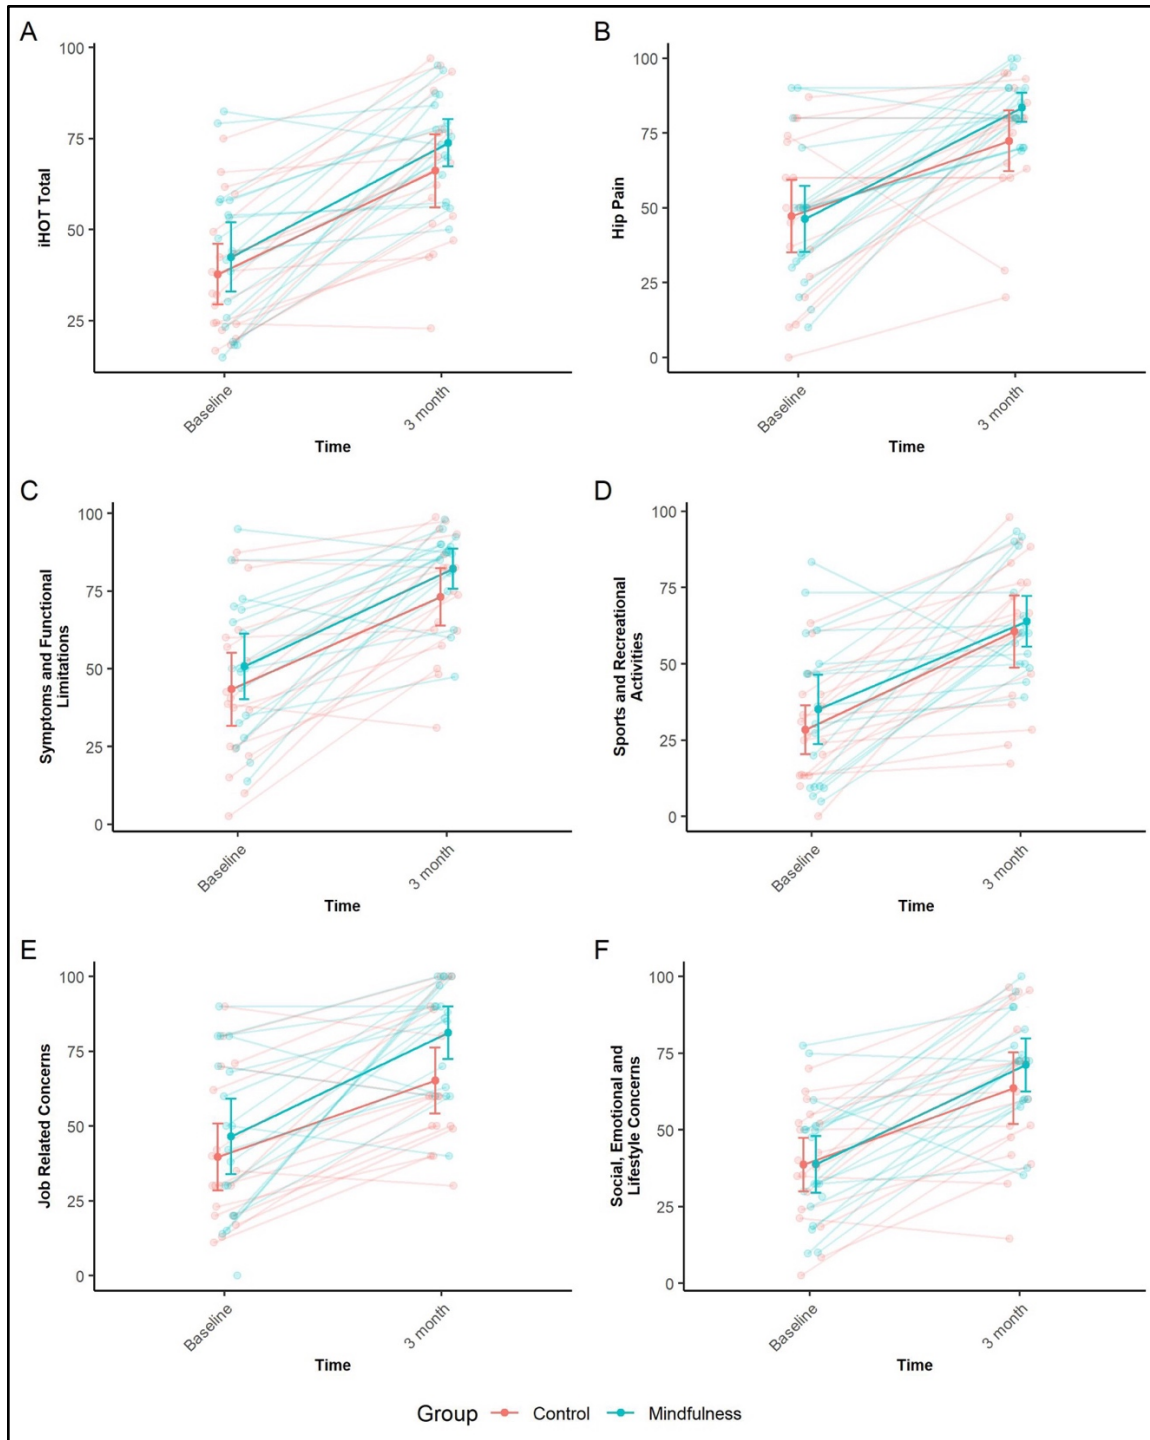 A
iHOT Total
100
75
50
25
Baseline
3 month
Time
B
Hip Pain
100
75
50
25
0
Baseline
3 month
Time
C
Symptoms and Functional
Limitations
100
75
50
25
0
Baseline
3 month
Time
D
Sports and Recreational
Activities
100
75
50
25
0
Baseline
3 month
Time
E
Job Related Concerns
100
75
50
25
0
Baseline
3 month
Time
F
Social, Emotional and
Lifestyle Concerns
100
75
50
25
0
Baseline
3 month
Time
Group Control Mindfulness